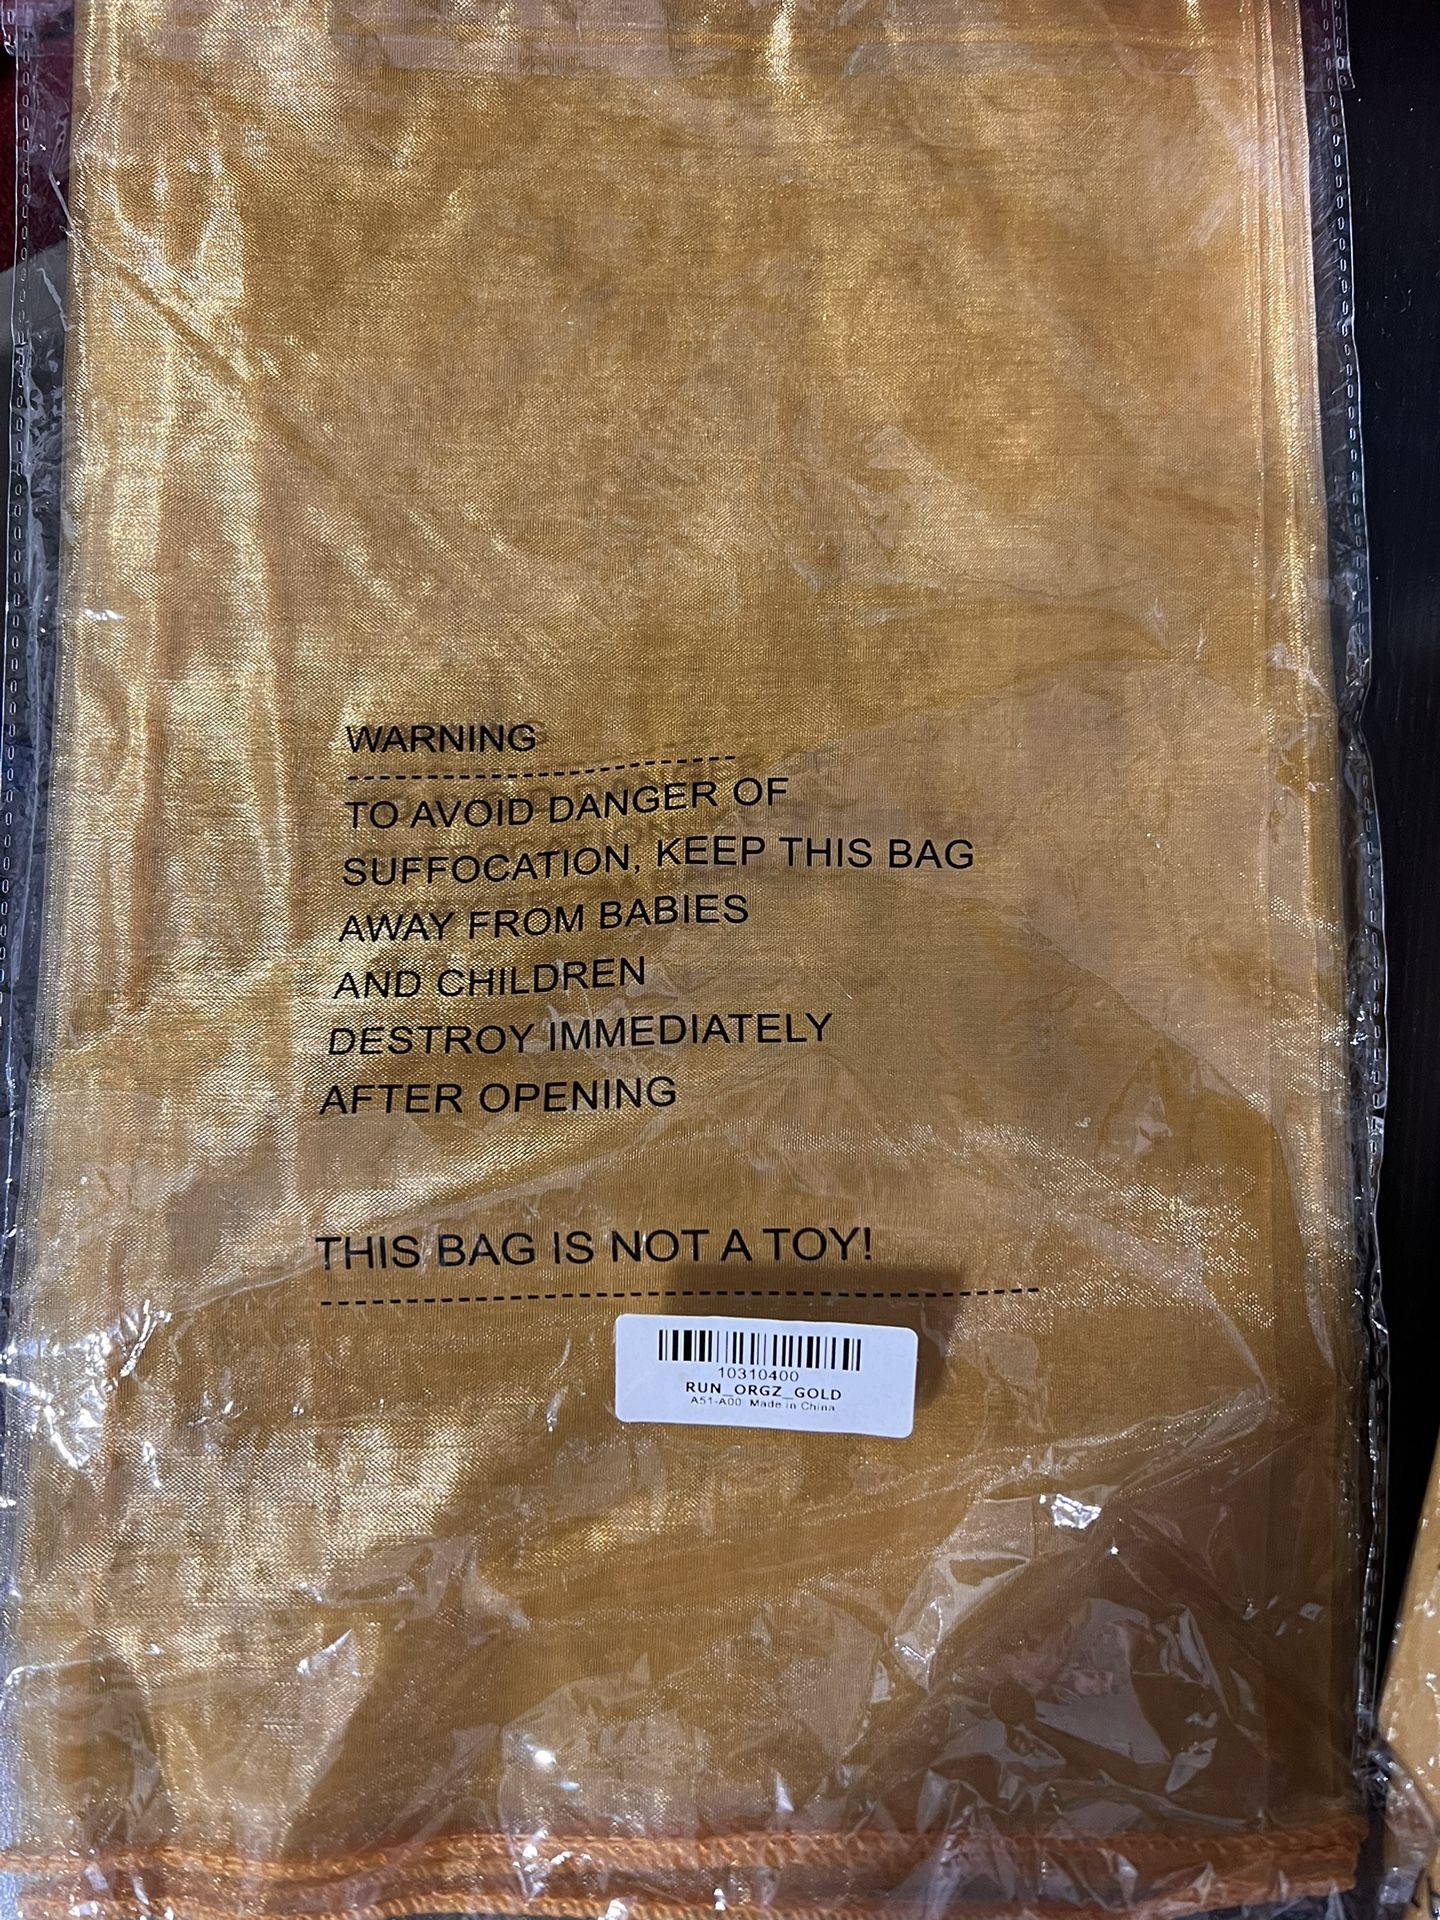 WARNING
TO AVOID DANGER OF
SUFFOCATION, KEEP THIS BAG
AWAY FROM BABIES
AND CHILDREN
DESTROY IMMEDIATELY
AFTER OPENING
THIS BAG IS NOT A TOY!
10310400
RUN_ORGZ_GOLD
A51-A00 Made in China